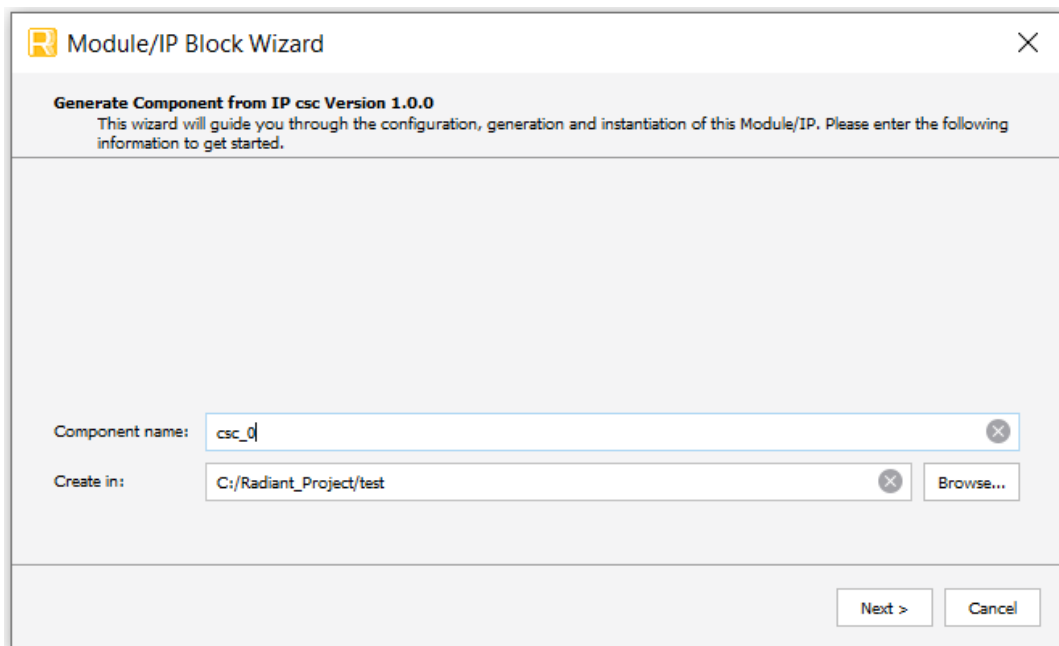 Module/IP Block Wizard
Generate Component from IP csc Version 1.0.0
This wizard will guide you through the configuration, generation and instantiation of this Module/IP. Please enter the following
information to get started.
Component name: csc_0
Create in: C:/Radiant_Project/test Browse...
Next > Cancel